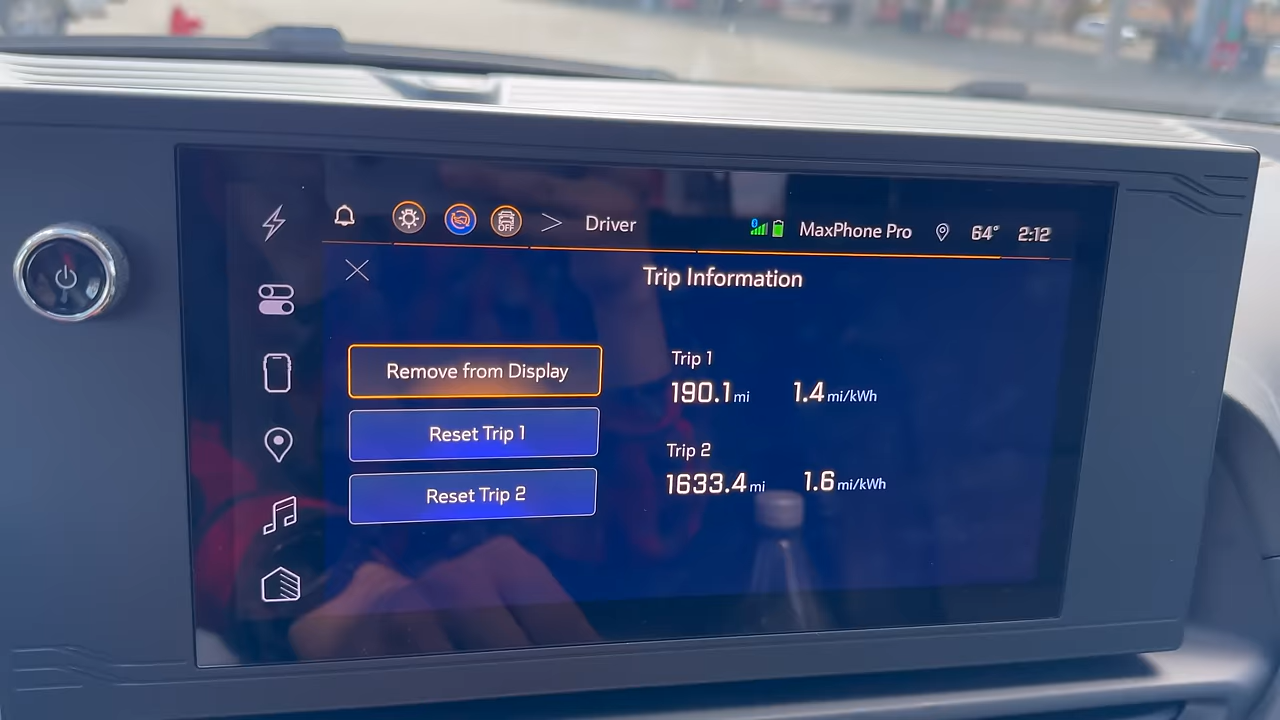 OFF
Driver
MaxPhone Pro
64°
2:12
Trip Information
Remove from Display
Reset Trip 1
Reset Trip 2
Trip 1
190.1 mi 1.4 mi/kWh
Trip 2
1633.4 mi 1.6 mi/kWh